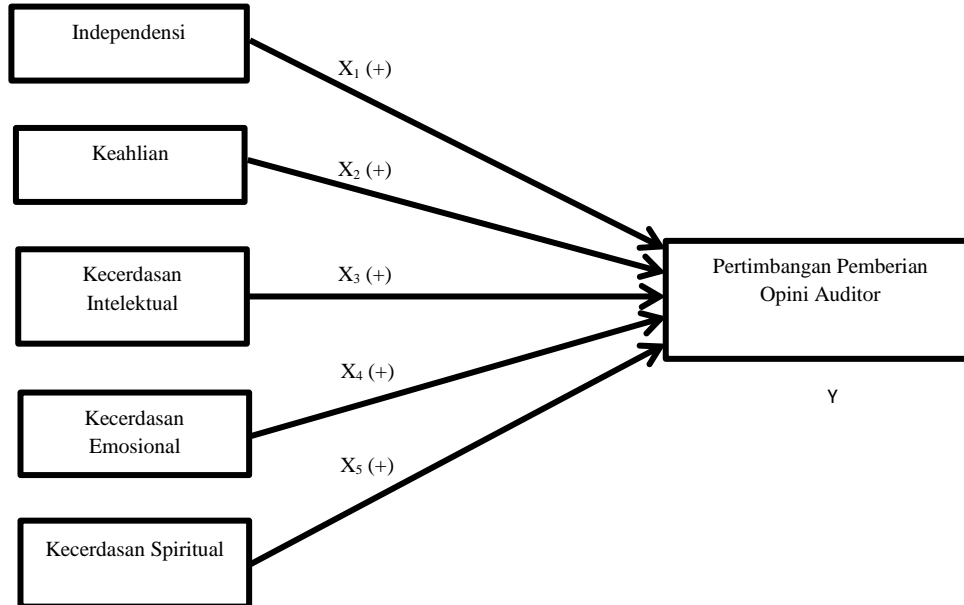 Independensi
X₁ (+)
Keahlian
X₂ (+)
Kecerdasan
Intelektual
X₃ (+)
Pertimbangan Pemberian
Opini Auditor
Y
Kecerdasan
Emosional
X₄ (+)
Kecerdasan Spiritual
X₅ (+)